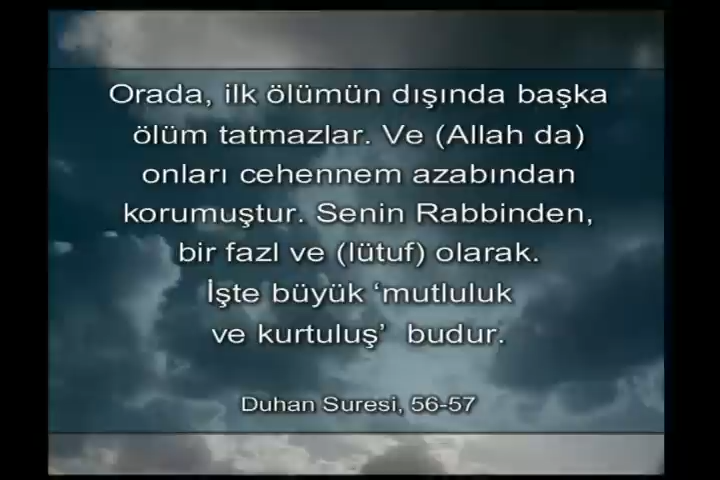 Orada, ilk ölümün dışında başka
ölüm tatmazlar. Ve (Allah da)
onları cehennem azabından
korumuştur. Senin Rabbinden,
bir fazl ve (lütuf) olarak.
İşte büyük ‘mutluluk
ve kurtuluş’ budur.
Duhan Suresi, 56-57